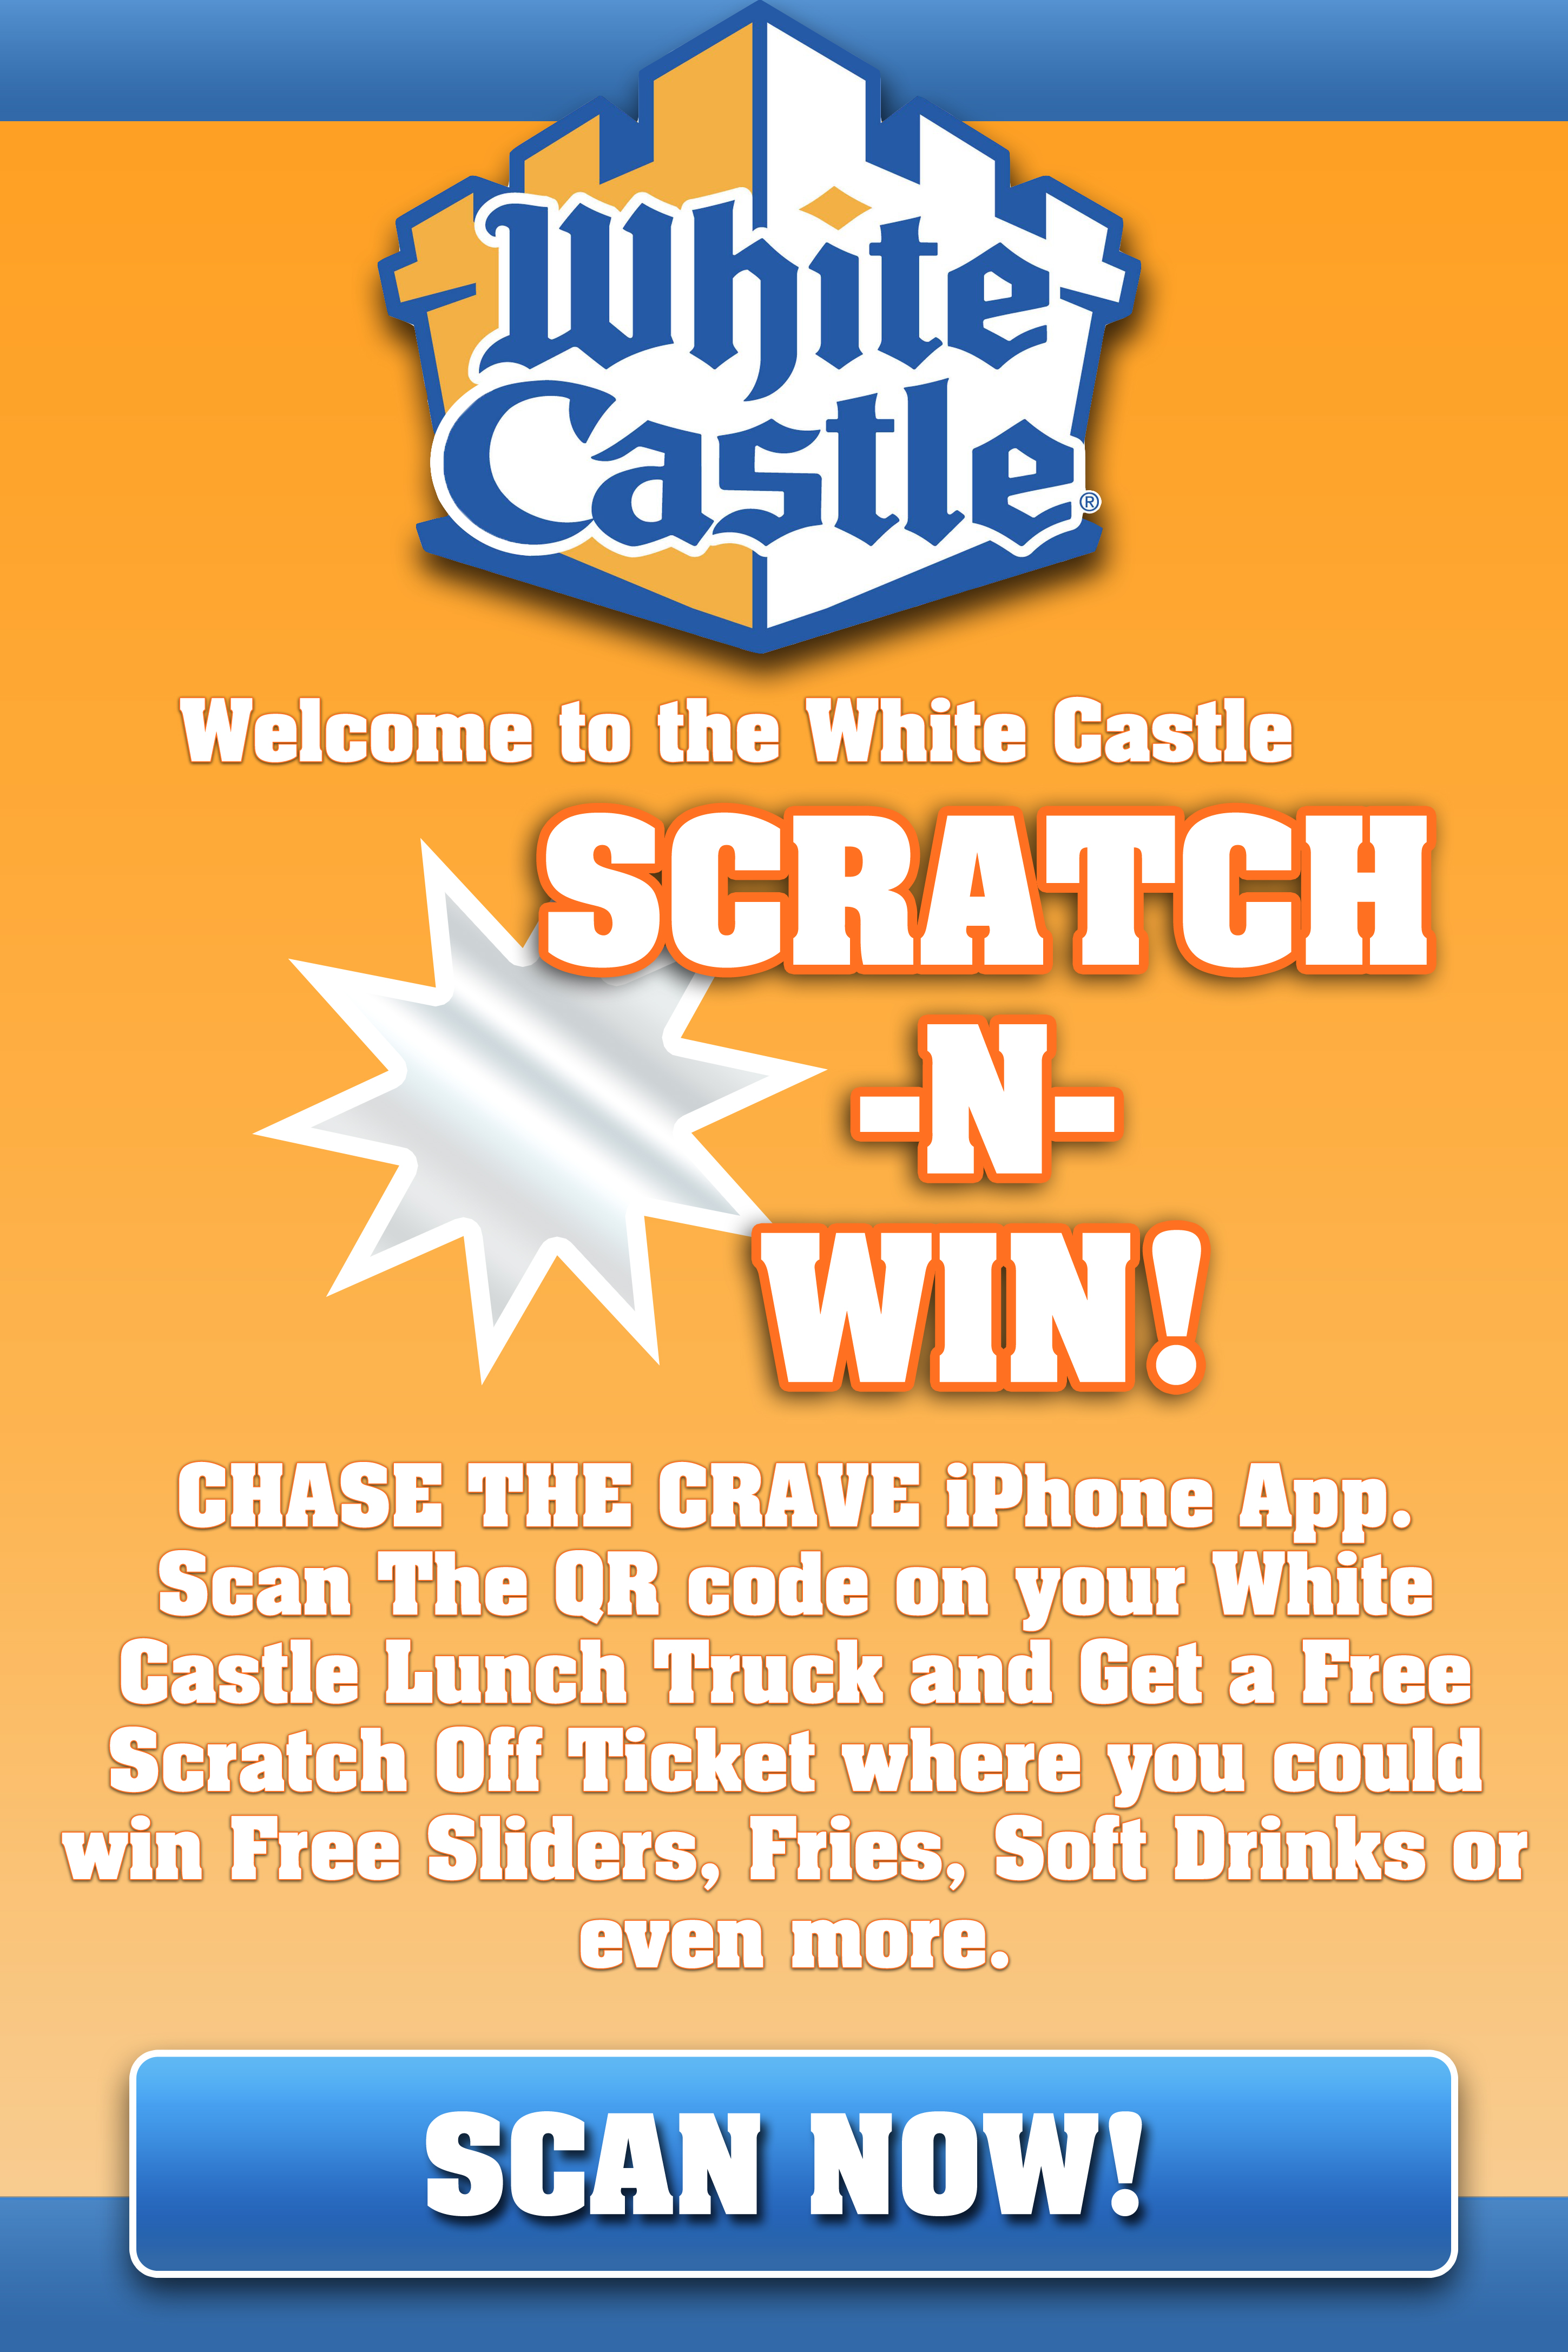 White
Castle®
Welcome to the White Castle
SCRATCH
-N-
WIN!
CHASE THE CRAVE iPhone App.
Scan The QR code on your White
Castle Lunch Truck and Get a Free
Scratch Off Ticket where you could
win Free Sliders, Fries, Soft Drinks or
even more.
SCAN NOW!